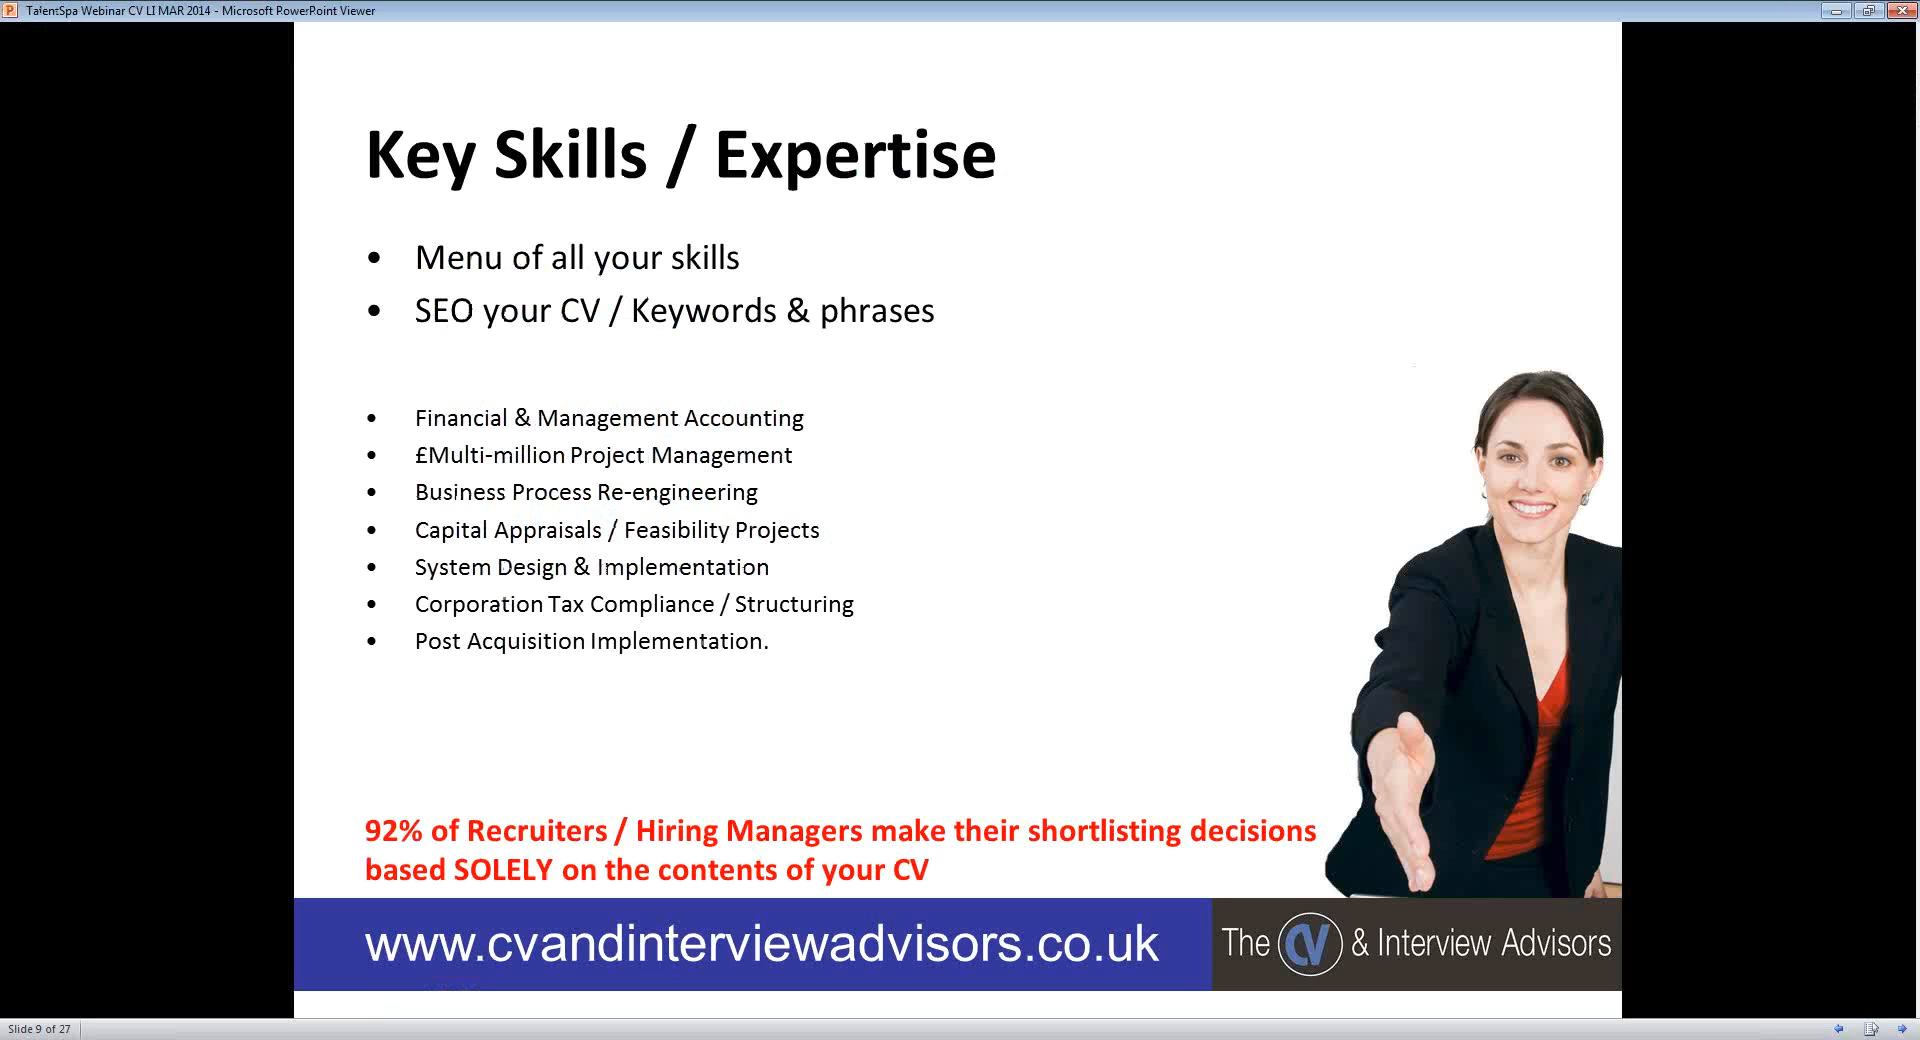 TalentSpa Webinar CV LI MAR 2014 - Microsoft PowerPoint Viewer
Key Skills / Expertise
• Menu of all your skills
• SEO your CV / Keywords & phrases
• Financial & Management Accounting
• £Multi-million Project Management
• Business Process Re-engineering
• Capital Appraisals / Feasibility Projects
• System Design & Implementation
• Corporation Tax Compliance / Structuring
• Post Acquisition Implementation.
92% of Recruiters / Hiring Managers make their shortlisting decisions
based SOLELY on the contents of your CV
www.cvandinterviewadvisors.co.uk
The CV & Interview Advisors
Slide 9 of 27